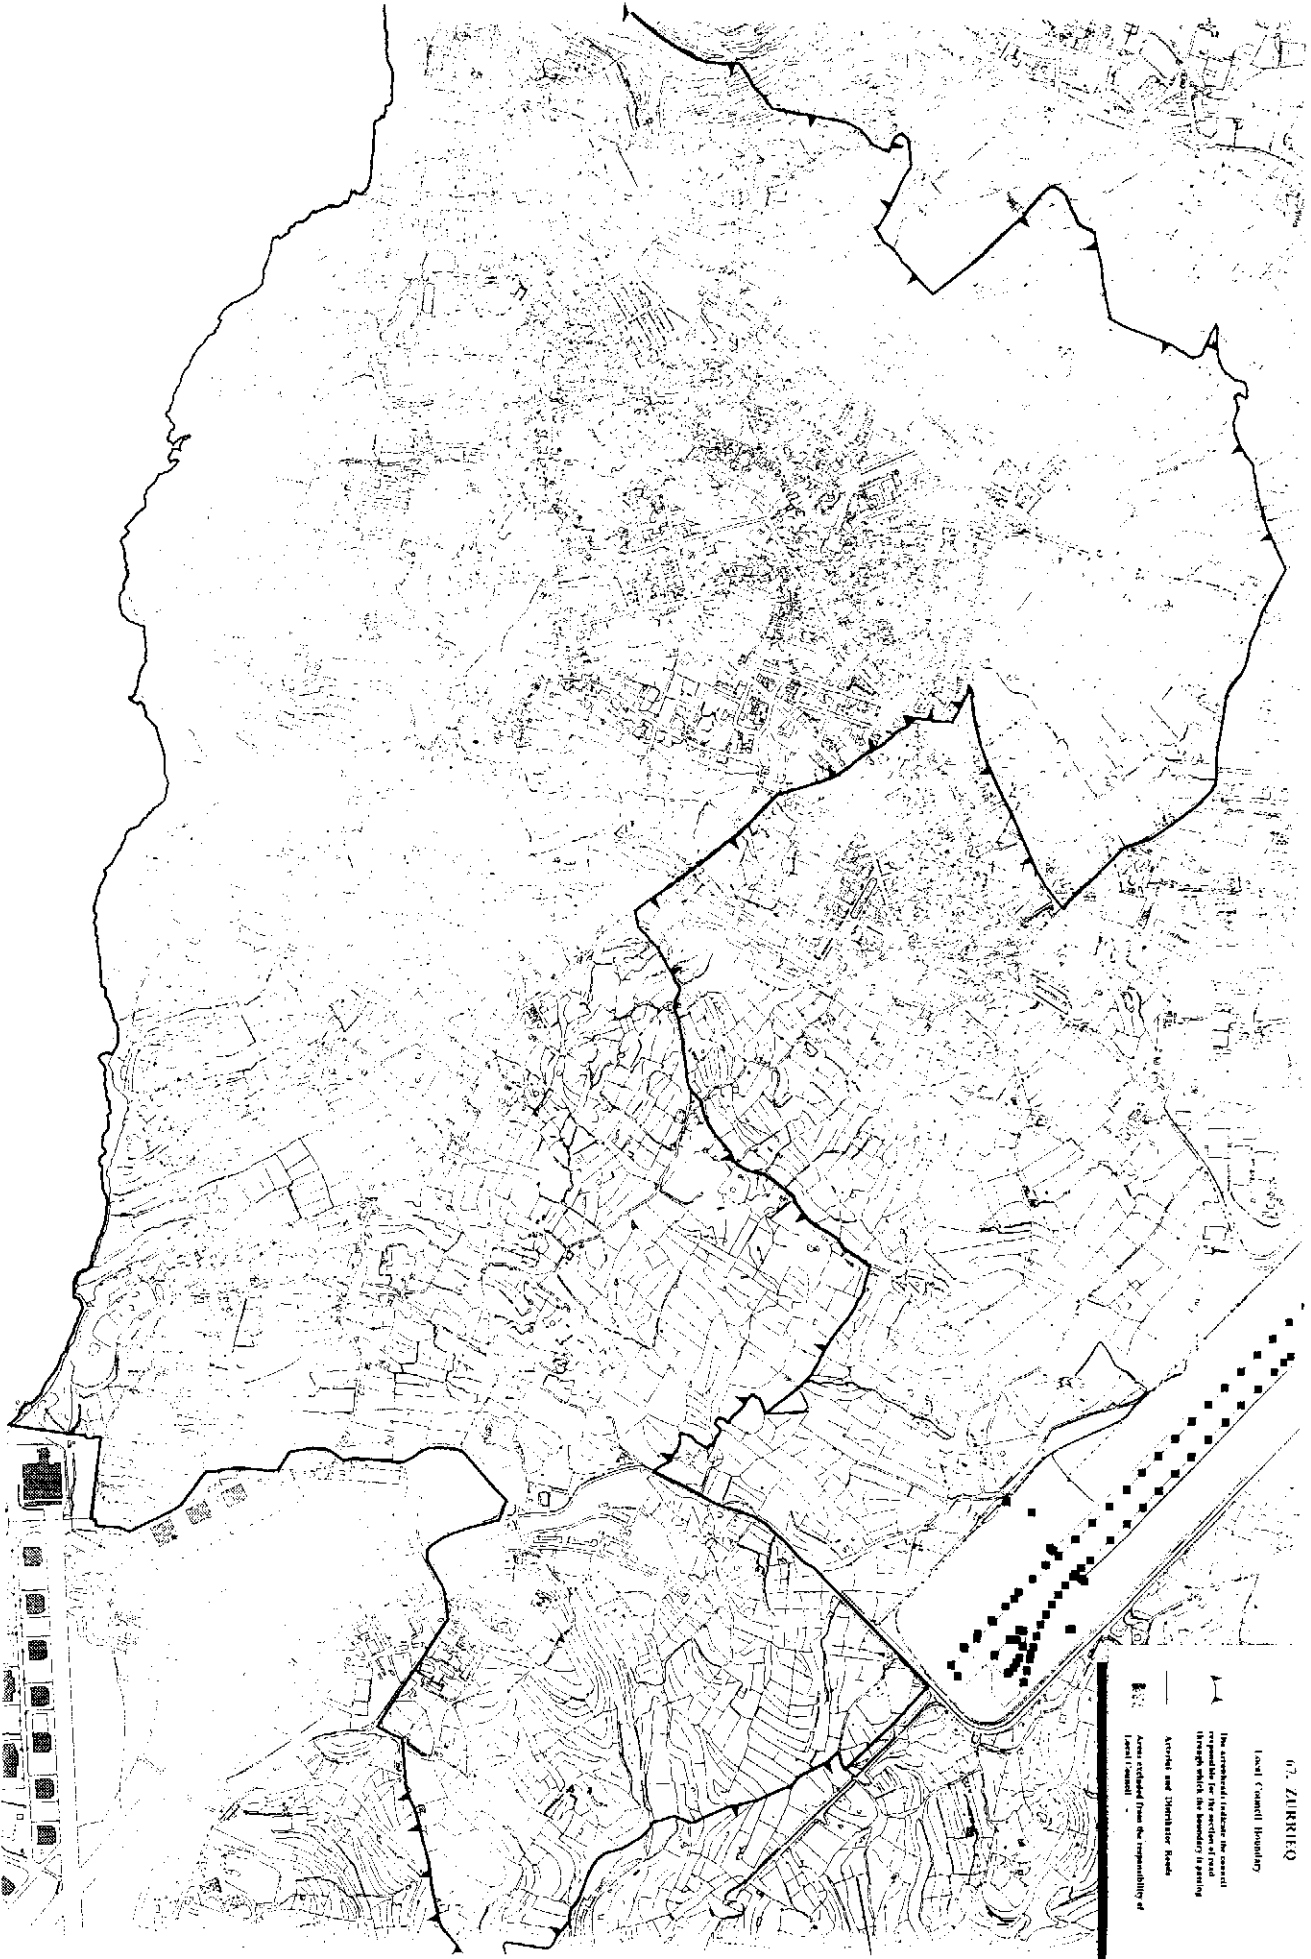 67. ZURRIEQ
Local Council Boundary
The arrowheads indicate the council
responsible for the section of road
through which the boundary is passing
Arterial and Distributor Roads
Areas excluded from the responsibility of
Local Council